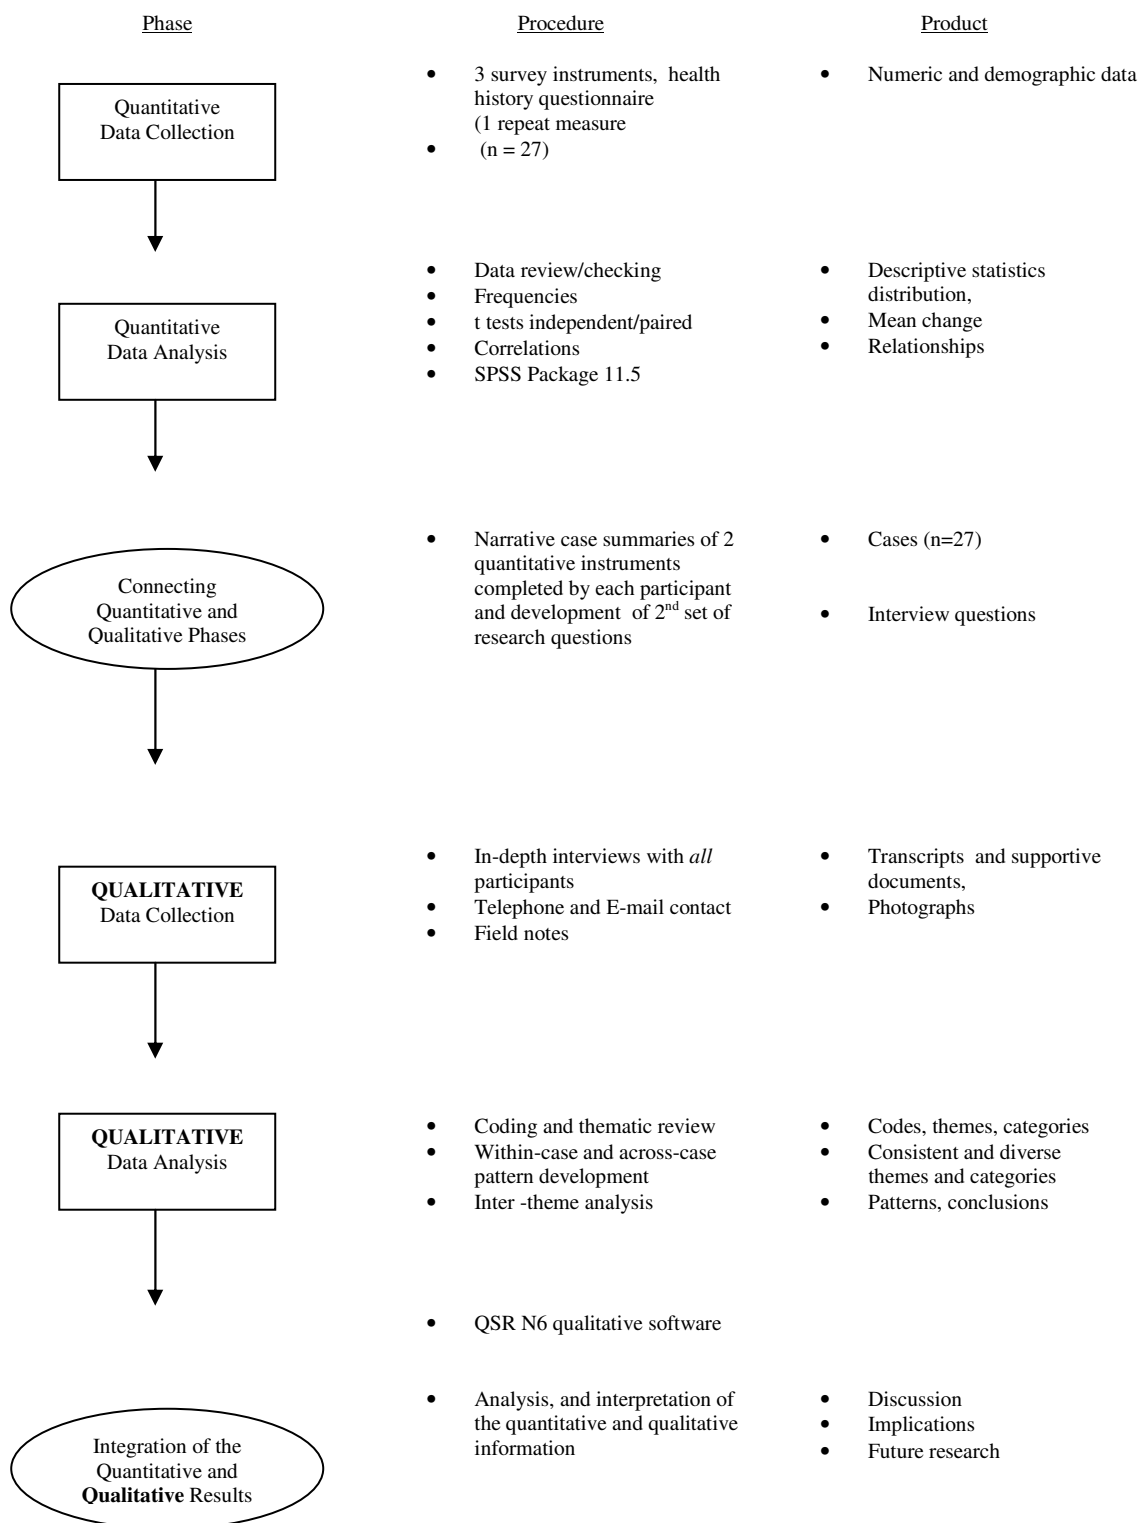 Phase Procedure Product
Quantitative
Data Collection
• 3 survey instruments, health
history questionnaire
(1 repeat measure
• (n = 27)
• Numeric and demographic data
Quantitative
Data Analysis
• Data review/checking
• Frequencies
• t tests independent/paired
• Correlations
• SPSS Package 11.5
• Descriptive statistics
distribution,
• Mean change
• Relationships
Connecting
Quantitative and
Qualitative Phases
• Narrative case summaries of 2
quantitative instruments
completed by each participant
and development of 2nd set of
research questions
• Cases (n=27)
• Interview questions
QUALITATIVE
Data Collection
• In-depth interviews with all
participants
• Telephone and E-mail contact
• Field notes
• Transcripts and supportive
documents,
• Photographs
QUALITATIVE
Data Analysis
• Coding and thematic review
• Within-case and across-case
pattern development
• Inter -theme analysis
• QSR N6 qualitative software
• Codes, themes, categories
• Consistent and diverse
themes and categories
• Patterns, conclusions
Integration of the
Quantitative and
Qualitative Results
• Analysis, and interpretation of
the quantitative and qualitative
information
• Discussion
• Implications
• Future research